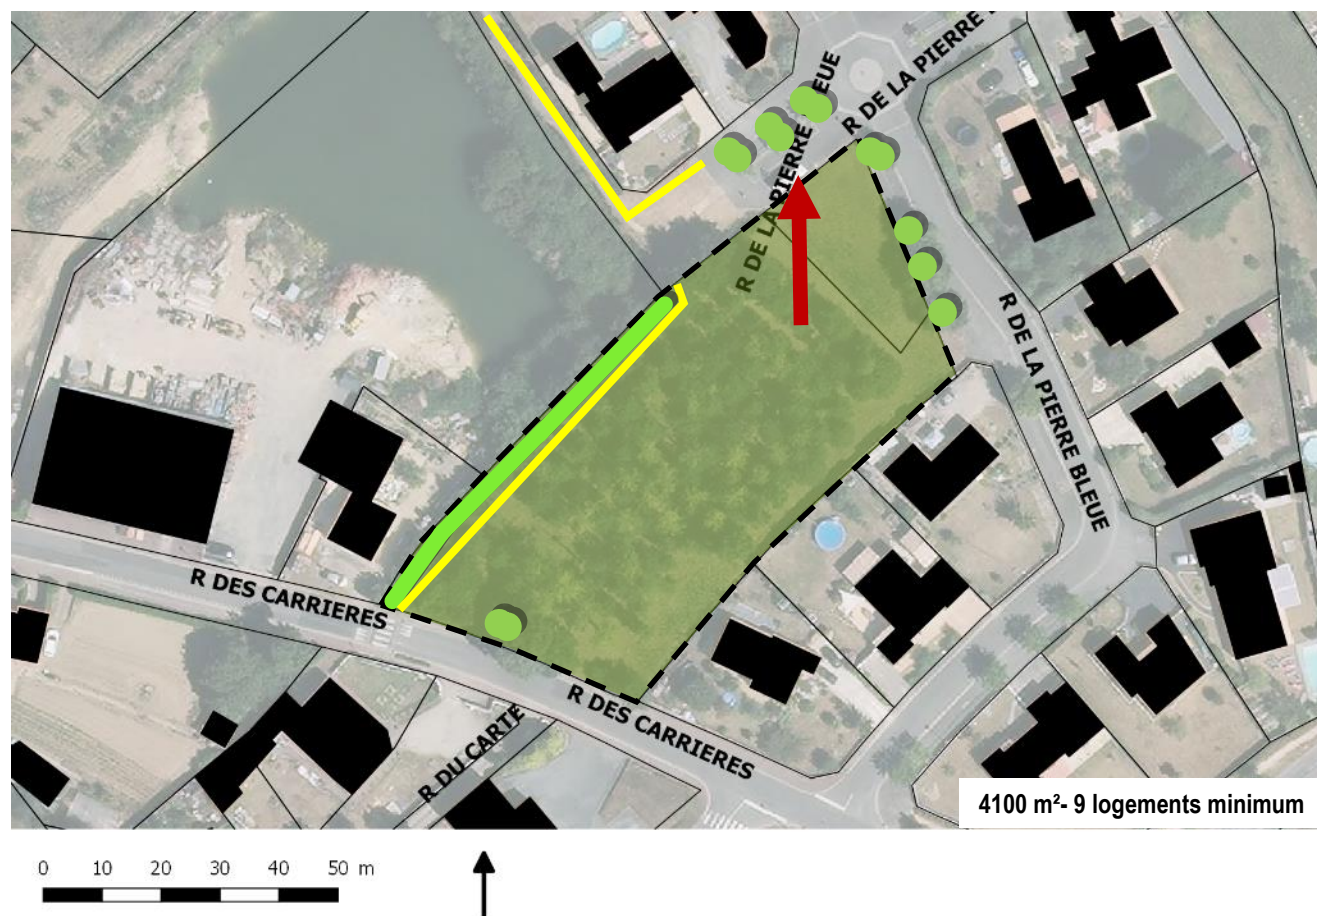 R DE LA PIERRE
R DE LA PIERRE BLEUE
R DE LA PIERRE BLEUE
R DES CARRIERES
R DES CARRIERES
R DU CARTE
4100 m²- 9 logements minimum
0 10 20 30 40 50 m